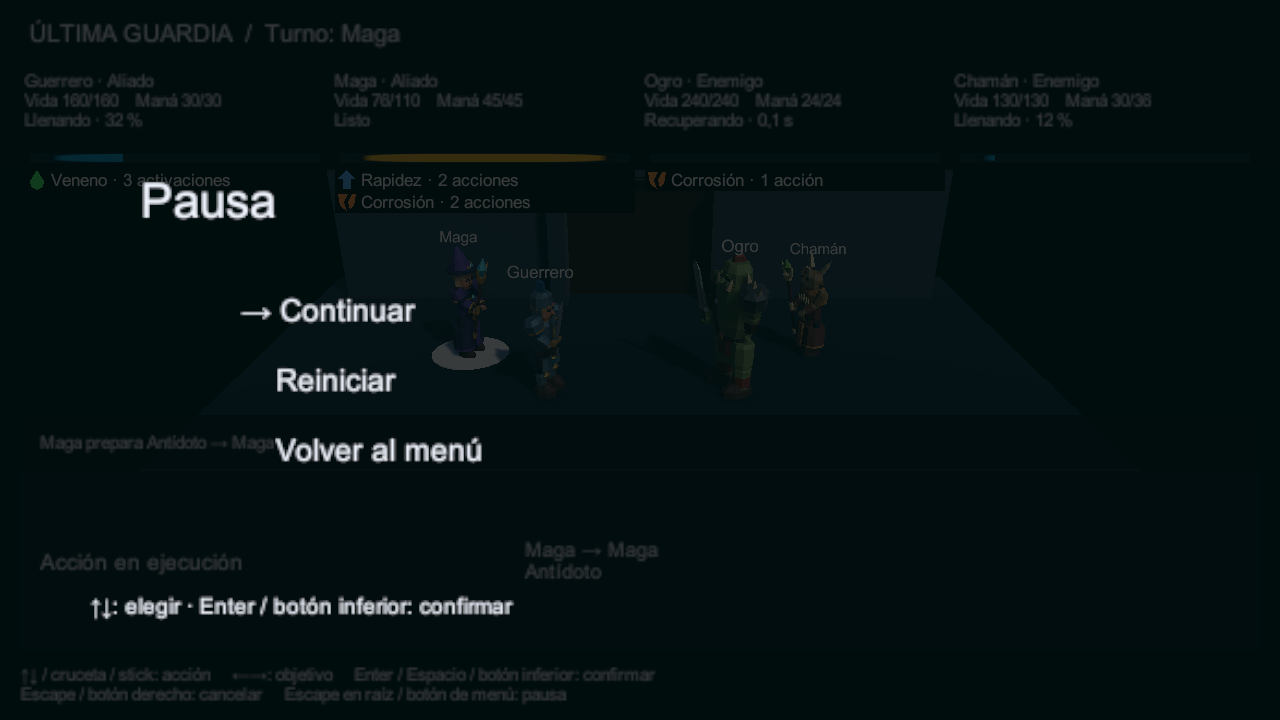 ÚLTIMA GUARDIA / Turno: Maga
Guerrero · Aliado
Vida 160/160 Maná 30/30
Llenando · 32 %
Maga · Aliado
Vida 76/110 Maná 45/45
Listo
Ogro · Enemigo
Vida 240/240 Maná 24/24
Recuperando · 0,1 s
Chamán · Enemigo
Vida 130/130 Maná 30/36
Llenando · 12 %
Veneno · 3 activaciones
Rapidez · 2 acciones
Corrosión · 2 acciones
Corrosión · 1 acción
Pausa
Maga
Guerrero
Ogro
Chamán
→ Continuar
Reiniciar
Volver al menú
Maga prepara Antídoto → Maga
Acción en ejecución
Maga → Maga
Antídoto
↑↓: elegir · Enter / botón inferior: confirmar
↑↓ / cruceta / stick: acción ←→: objetivo Enter / Espacio / botón inferior: confirmar
Escape / botón derecho: cancelar Escape en raíz / botón de menú: pausa